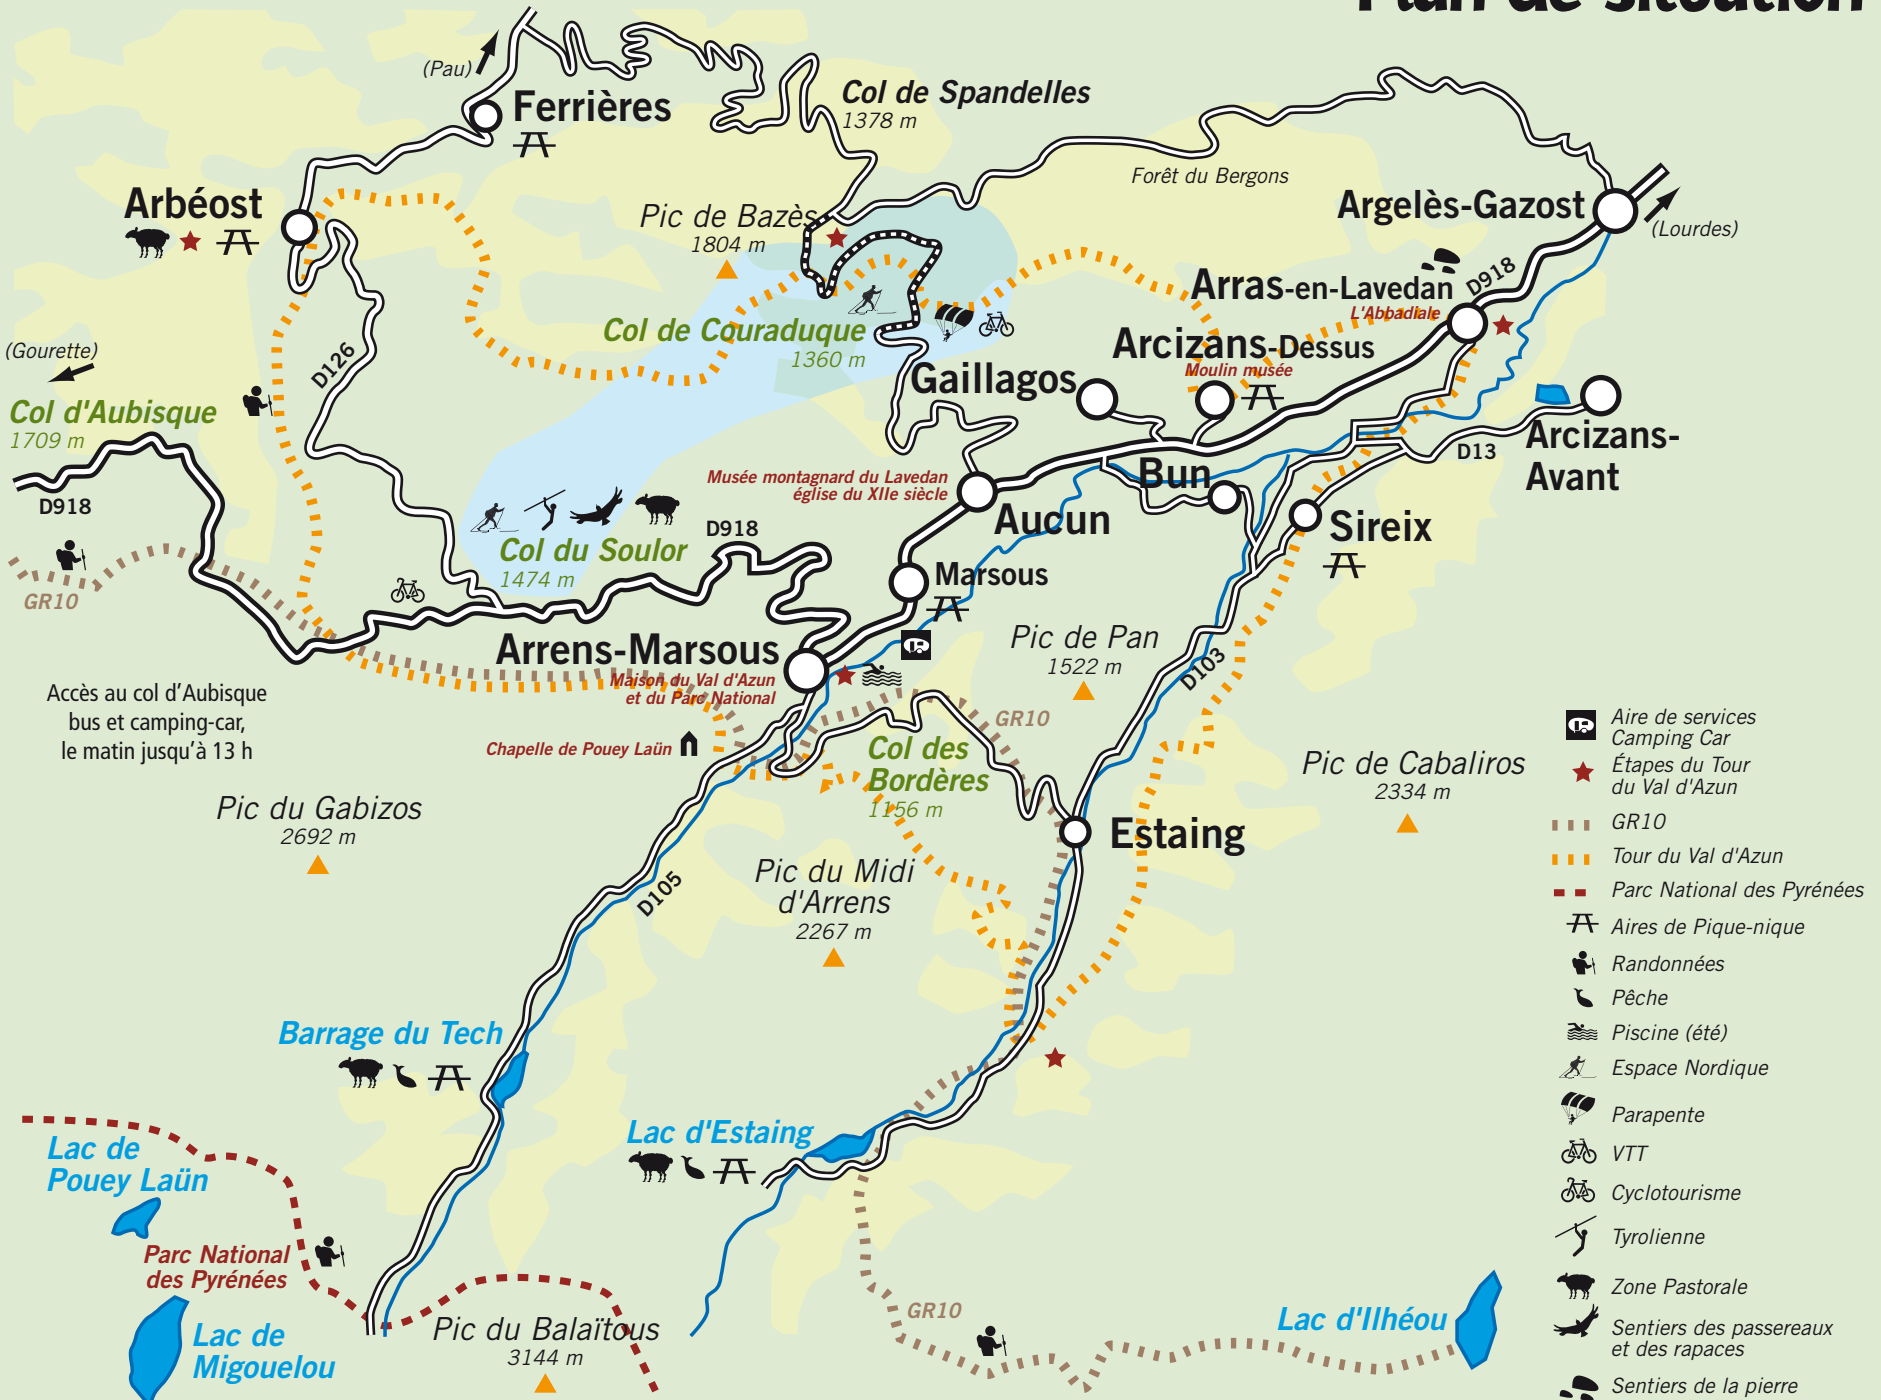 Plan de situation
(Pau)
Ferrières
Col de Spandelles
1378 m
Forêt du Bergons
Argelès-Gazost
(Lourdes)
Arbéost
Pic de Bazès
1804 m
Arras-en-Lavedan
L'Abbadiale
D918
Col de Couraduque
1360 m
Arcizans-Dessus
Moulin musée
(Gourette)
D126
Gaillagos
Col d'Aubisque
1709 m
D918
Arcizans-
Avant
D13
Bun
Musée montagnard du Lavedan
église du XIIe siècle
Aucun
Sireix
D918
Col du Soulor
1474 m
Marsous
GR10
Arrens-Marsous
Maison du Val d'Azun
et du Parc National
Pic de Pan
1522 m
D103
Accès au col d'Aubisque
bus et camping-car,
le matin jusqu'à 13 h
Chapelle de Pouey Laün
GR10
Col des
Bordères
1156 m
Pic de Cabaliros
2334 m
Pic du Gabizos
2692 m
Estaing
Pic du Midi
d'Arrens
2267 m
D105
Barrage du Tech
Lac d'Estaing
Lac de
Pouey Laün
Parc National
des Pyrénées
Lac de
Migouelou
Pic du Balaïtous
3144 m
GR10
Lac d'Ilhéou
Aire de services
Camping Car
Étapes du Tour
du Val d'Azun
GR10
Tour du Val d'Azun
Parc National des Pyrénées
Aires de Pique-nique
Randonnées
Pêche
Piscine (été)
Espace Nordique
Parapente
VTT
Cyclotourisme
Tyrolienne
Zone Pastorale
Sentiers des passereaux
et des rapaces
Sentiers de la pierre